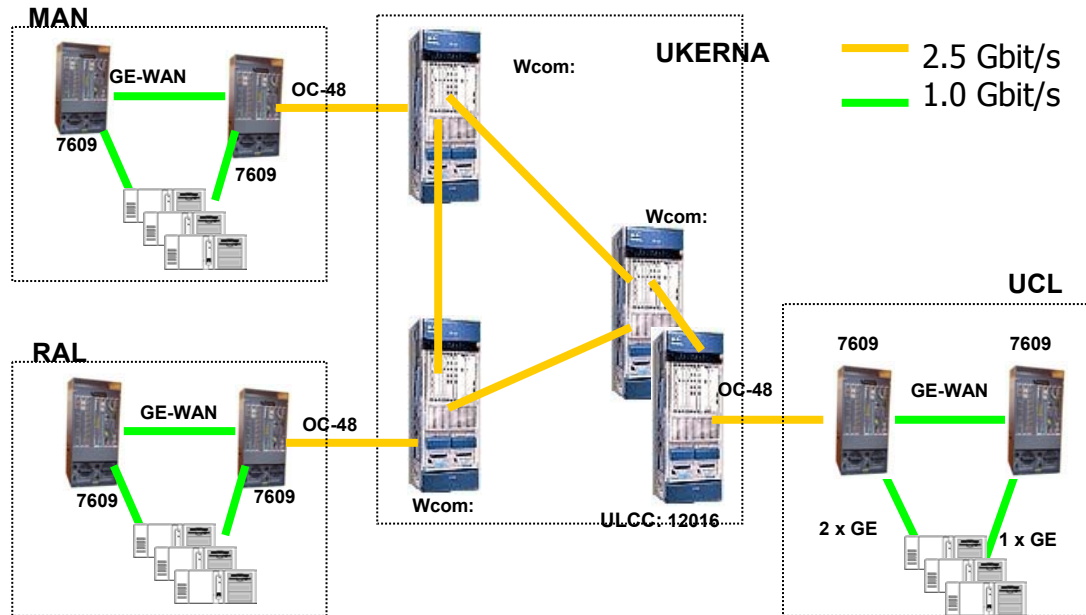 MAN
UKERNA
Wcom:
2.5 Gbit/s
1.0 Gbit/s
GE-WAN
OC-48
7609
7609
Wcom:
UCL
RAL
7609
7609
GE-WAN
OC-48
OC-48
GE-WAN
7609
7609
Wcom:
ULCC: 12016
2 x GE
1 x GE